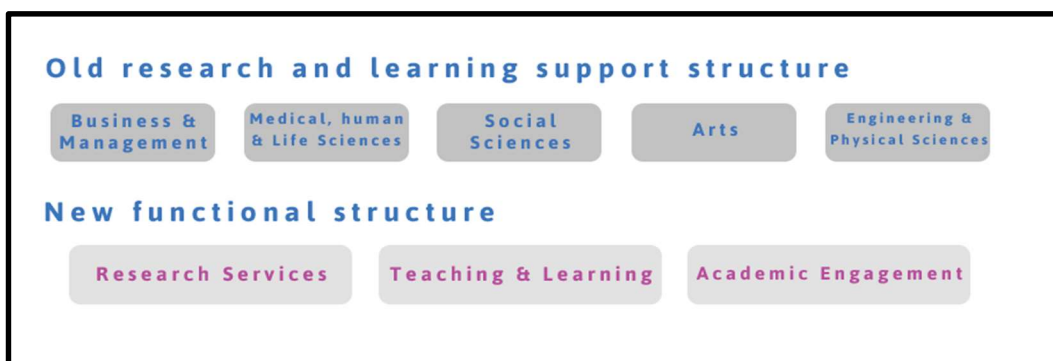 Old research and learning support structure
Business &
Management
Medical, human
& Life Sciences
Social
Sciences
Arts
Engineering &
Physical Sciences
New functional structure
Research Services
Teaching & Learning
Academic Engagement